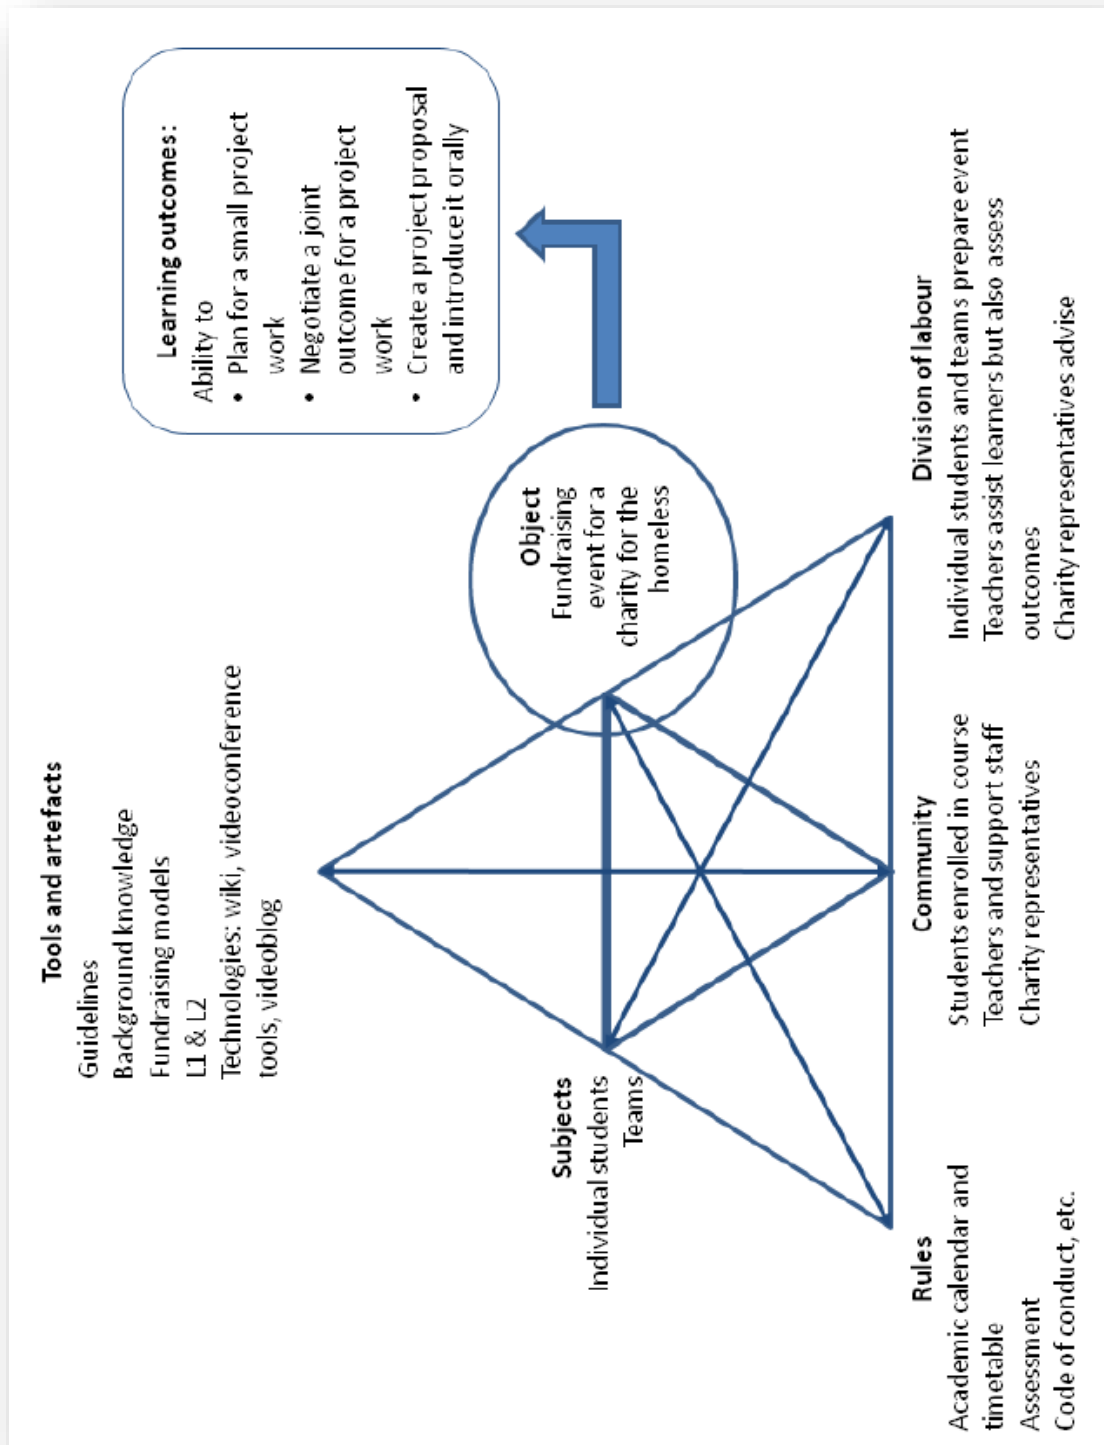 Tools and artefacts
Guidelines
Background knowledge
Fundraising models
L1 & L2
Technologies: wiki, videoconference
tools, videoblog
Learning outcomes:
Ability to
• Plan for a small project
work
• Negotiate a joint
outcome for a project
work
• Create a project proposal
and introduce it orally
Subjects
Individual students
Teams
Object
Fundraising
event for a
charity for the
homeless
Rules
Academic calendar and
timetable
Assessment
Code of conduct, etc.
Community
Students enrolled in course
Teachers and support staff
Charity representatives
Division of labour
Individual students and teams prepare event
Teachers assist learners but also assess
outcomes
Charity representatives advise